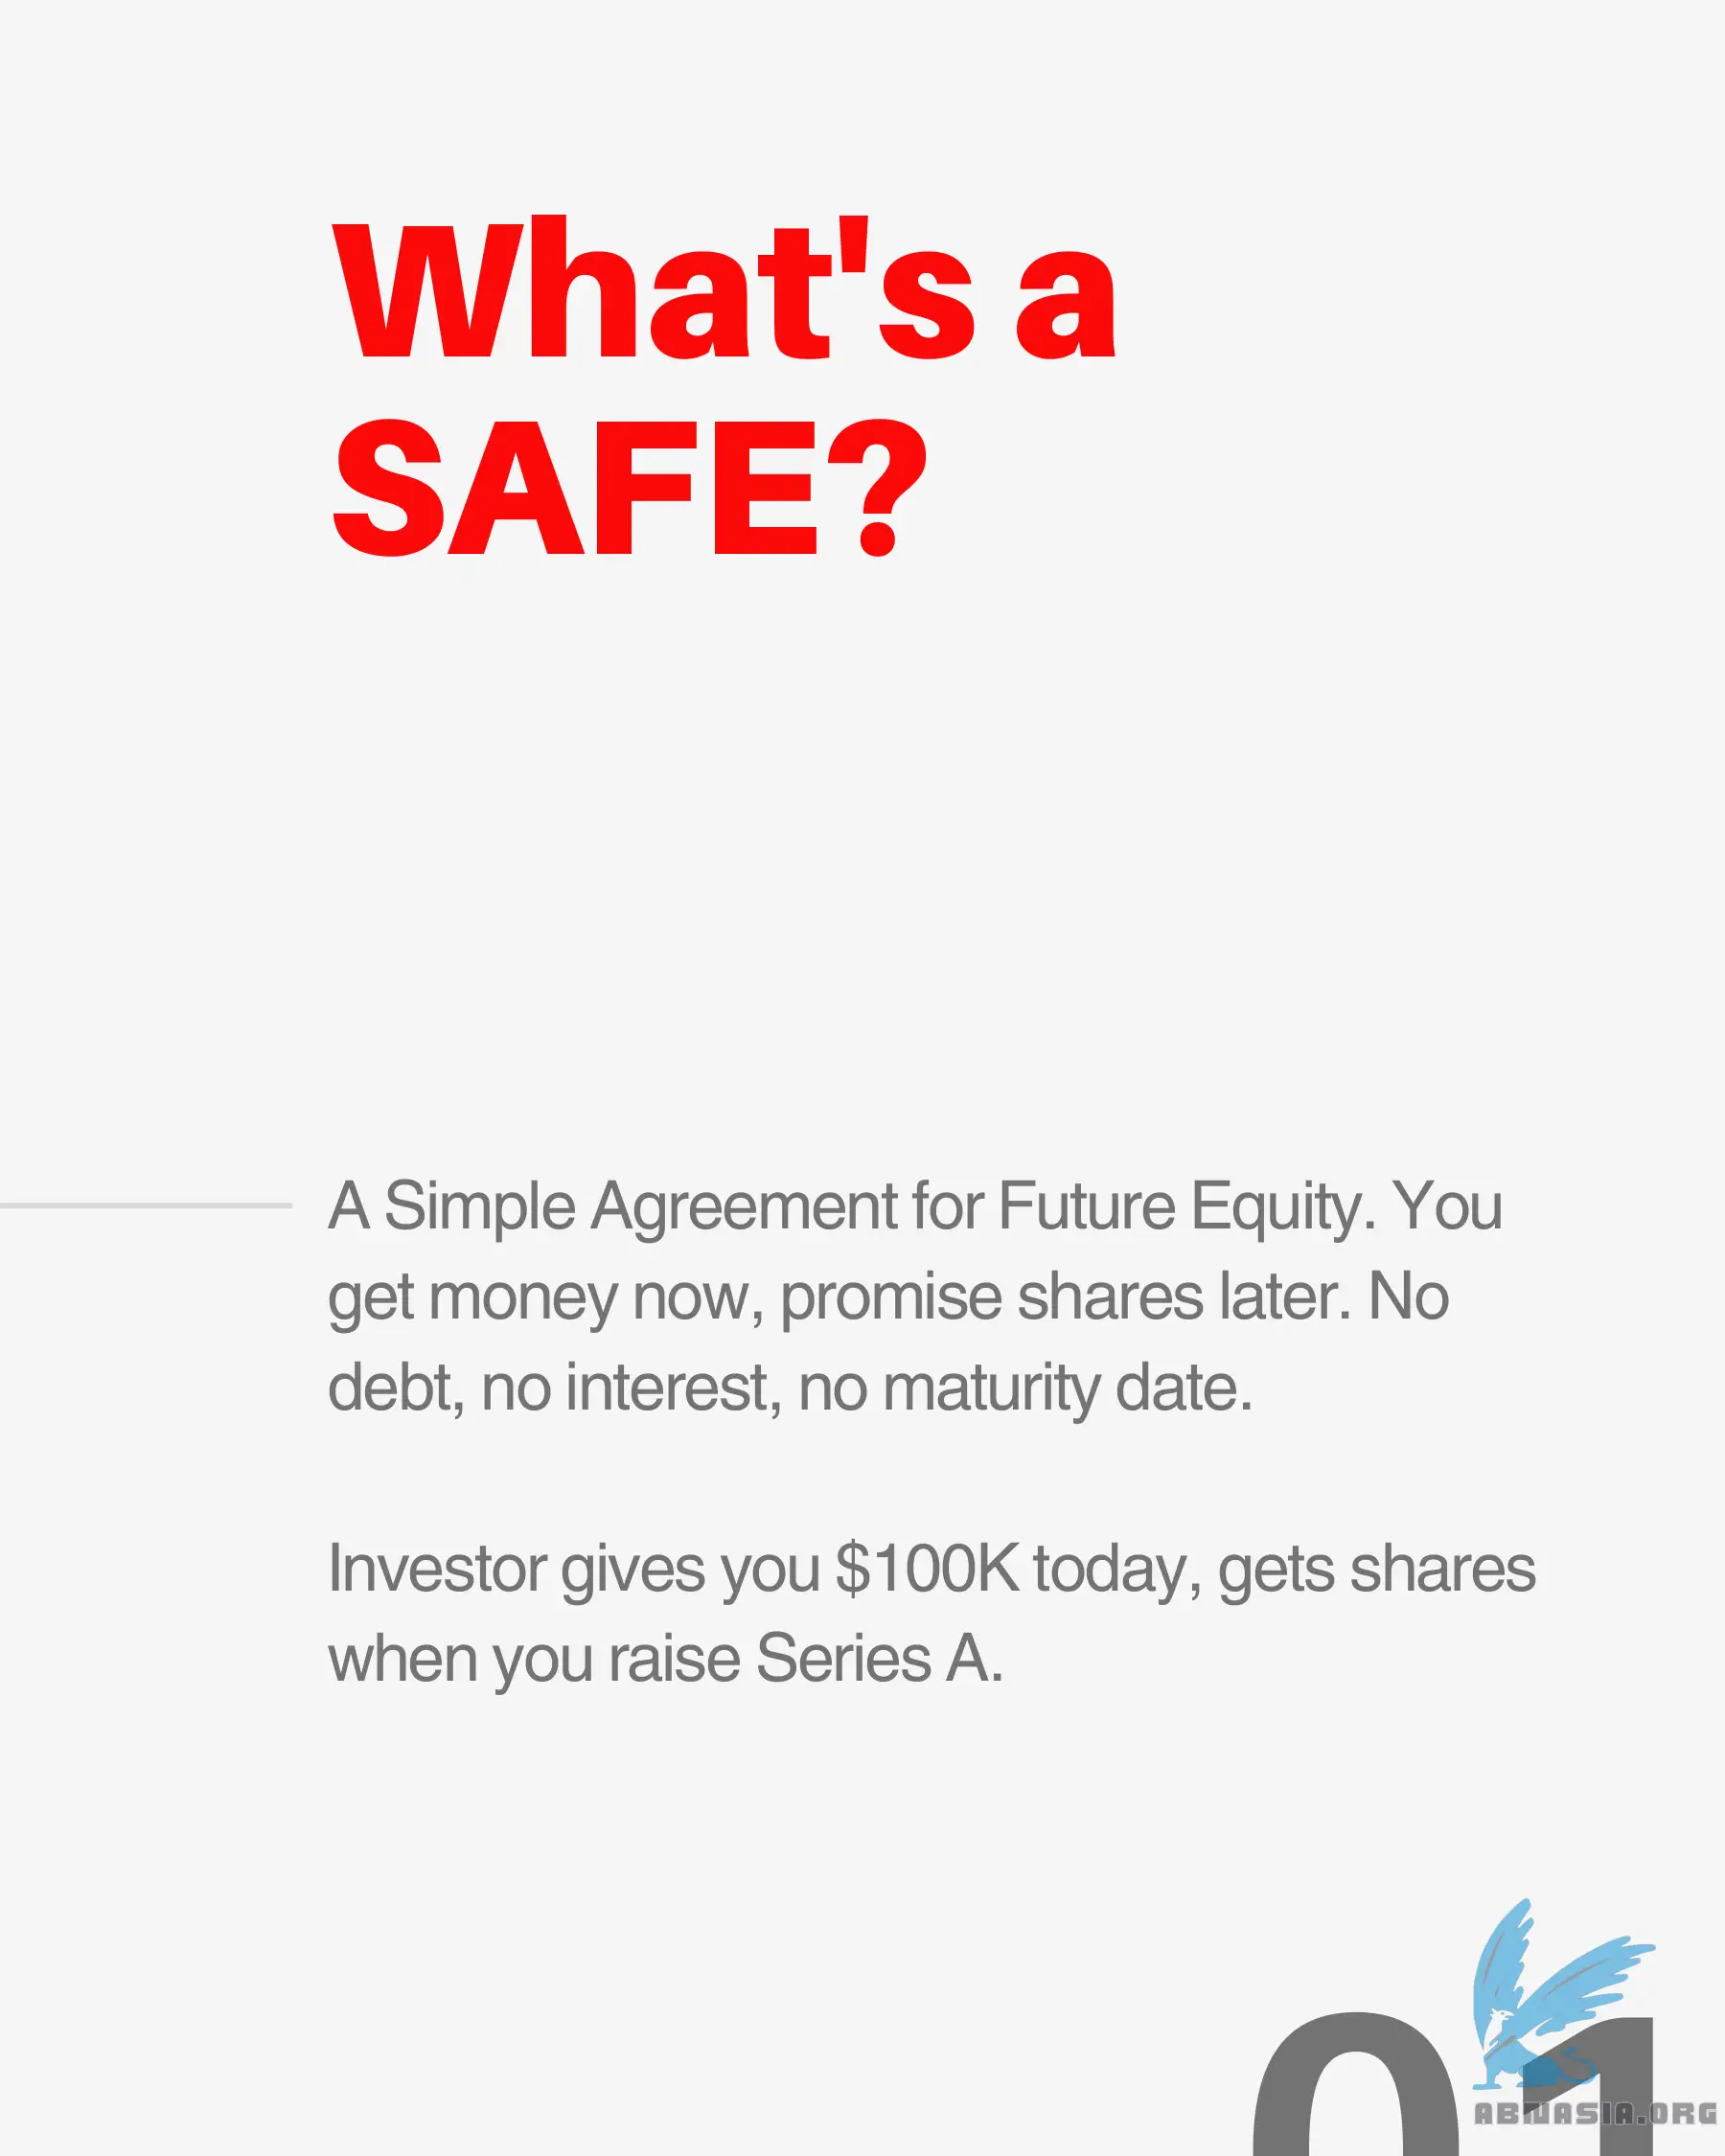 What's a
SAFE?
A Simple Agreement for Future Equity. You
get money now, promise shares later. No
debt, no interest, no maturity date.
Investor gives you $100K today, gets shares
when you raise Series A.
01
ABIJASIA.ORG